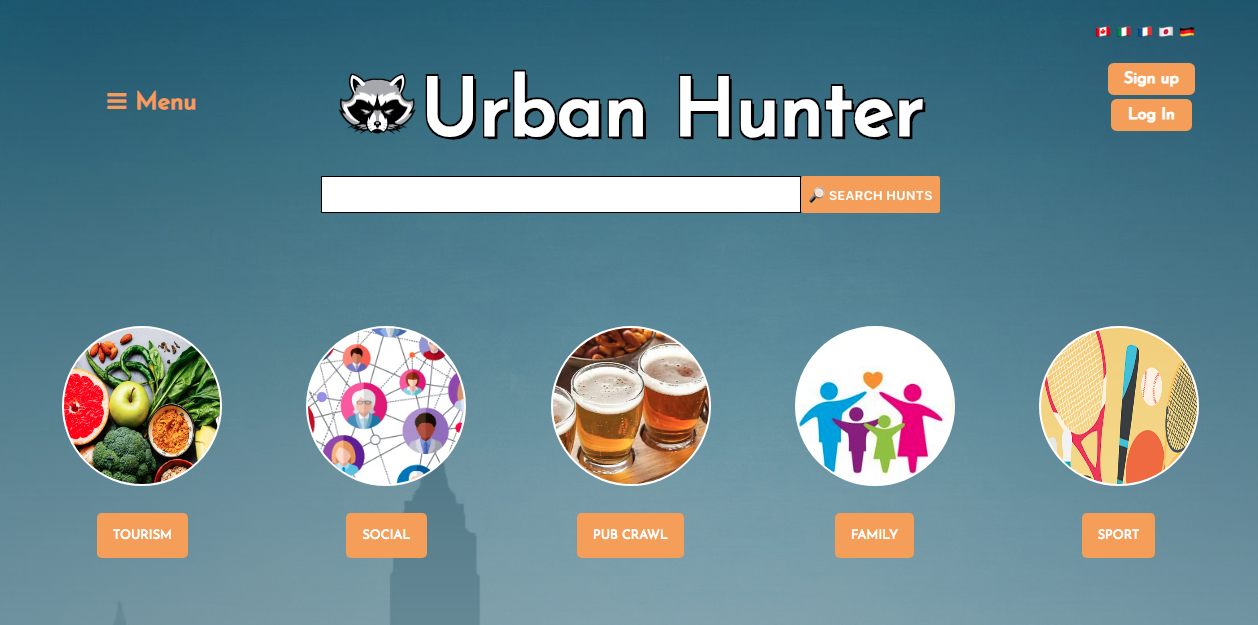 Sign up
Menu
Urban Hunter
Log In
SEARCH HUNTS
TOURISM
SOCIAL
PUB CRAWL
FAMILY
SPORT